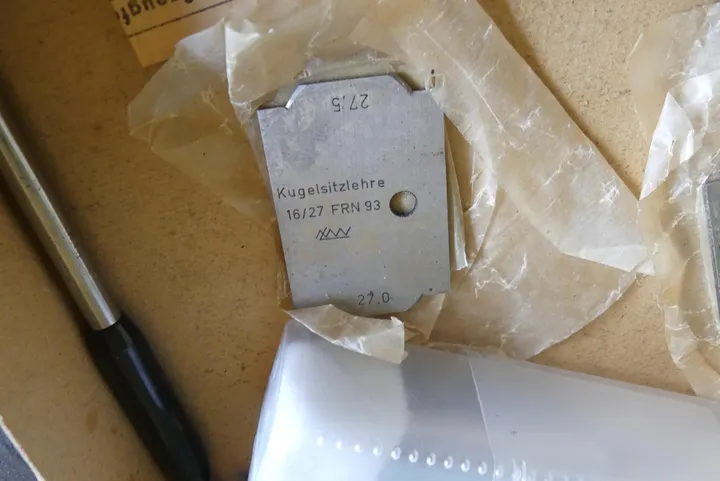 27,5
Kugelsitzlehre
16/27 FRN 93
27.0